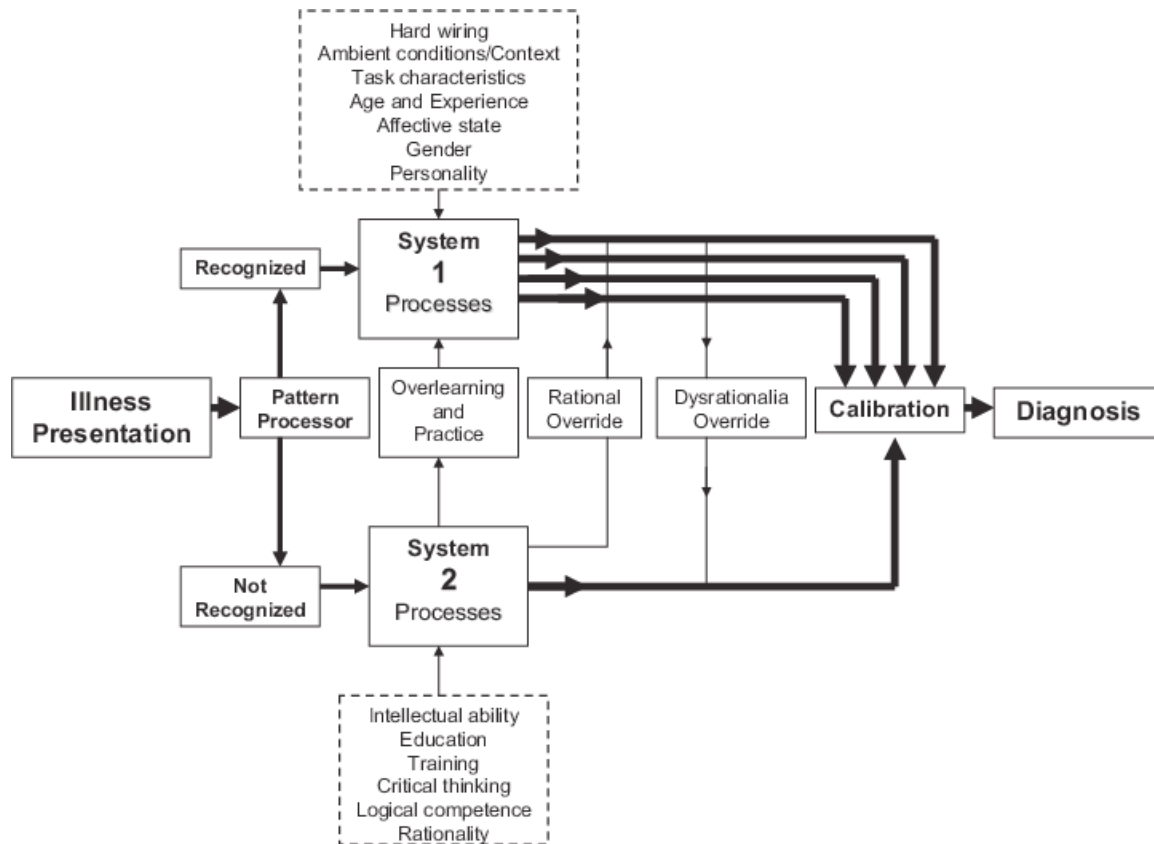 Hard wiring
Ambient conditions/Context
Task characteristics
Age and Experience
Affective state
Gender
Personality
System
1
Processes
Recognized
Illness
Presentation
Pattern
Processor
Overlearning
and
Practice
Rational
Override
Dysrationalia
Override
Calibration
Diagnosis
Not
Recognized
System
2
Processes
Intellectual ability
Education
Training
Critical thinking
Logical competence
Rationality